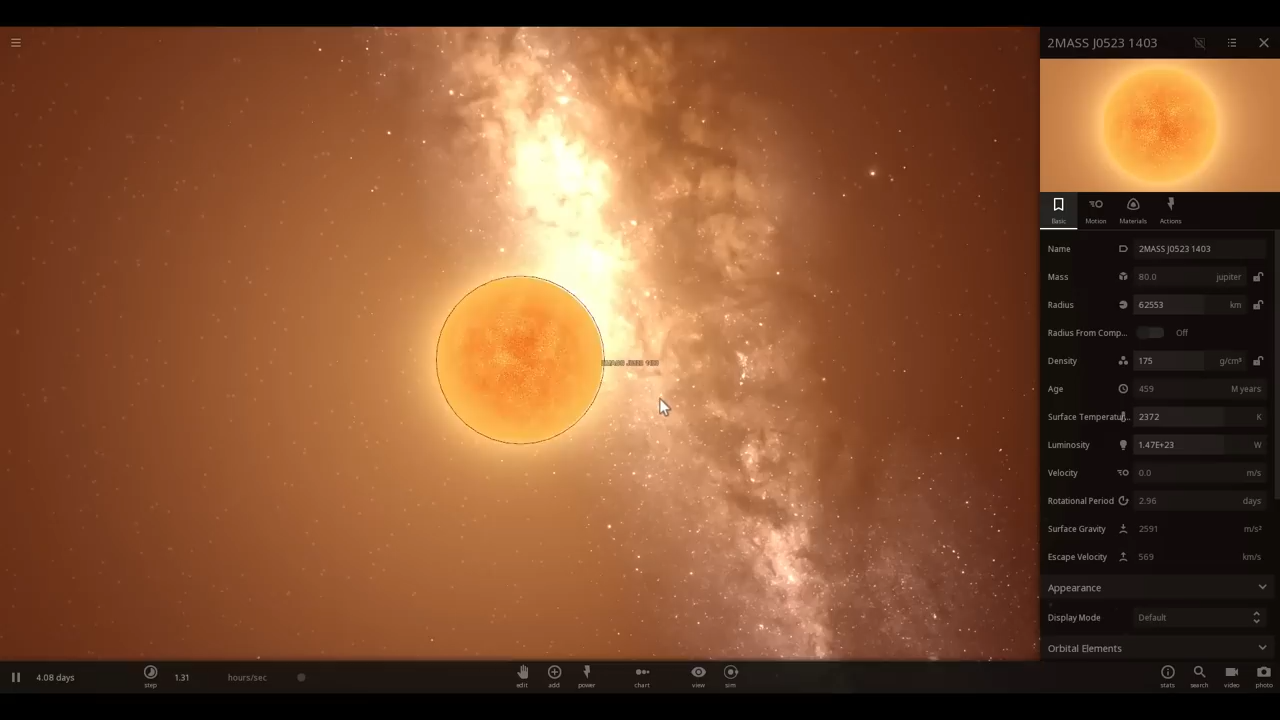 2MASS J0523 1403
Basic
Motion
Materials
Actions
Name 2MASS J0523 1403
Mass 80.0 jupiter
Radius 62553 km
Radius From Comp... Off
Density 175 g/cm³
Age 459 M years
Surface Temperatu... 2372 K
Luminosity 1.47E+23 W
Velocity 0.0 m/s
Rotational Period 2.96 days
Surface Gravity 2591 m/s²
Escape Velocity 569 km/s
Appearance
Display Mode Default
Orbital Elements
2MASS J0523 1403
4.08 days
step
1.31 hours/sec
edit
add
power
chart
view
sim
stats
search
video
photo